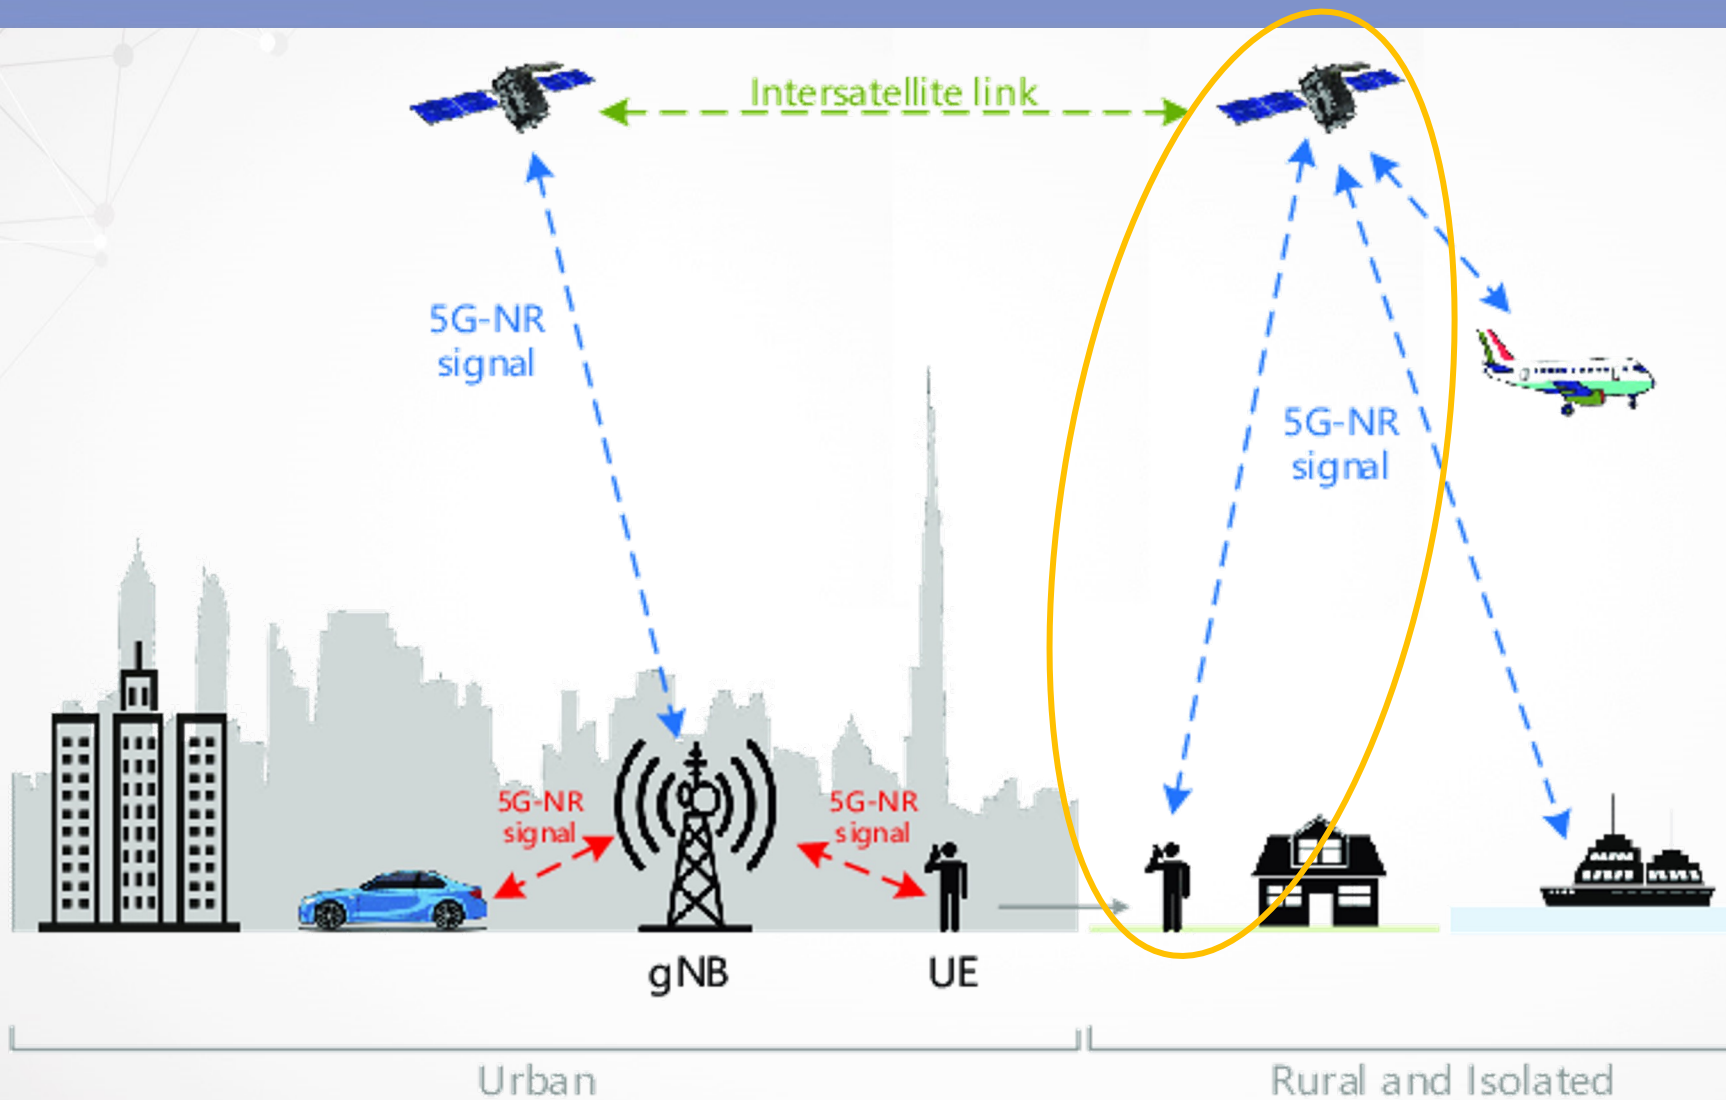 Intersatellite link
5G-NR
signal
5G-NR
signal
5G-NR
signal
5G-NR
signal
gNB
UE
Urban
Rural and Isolated